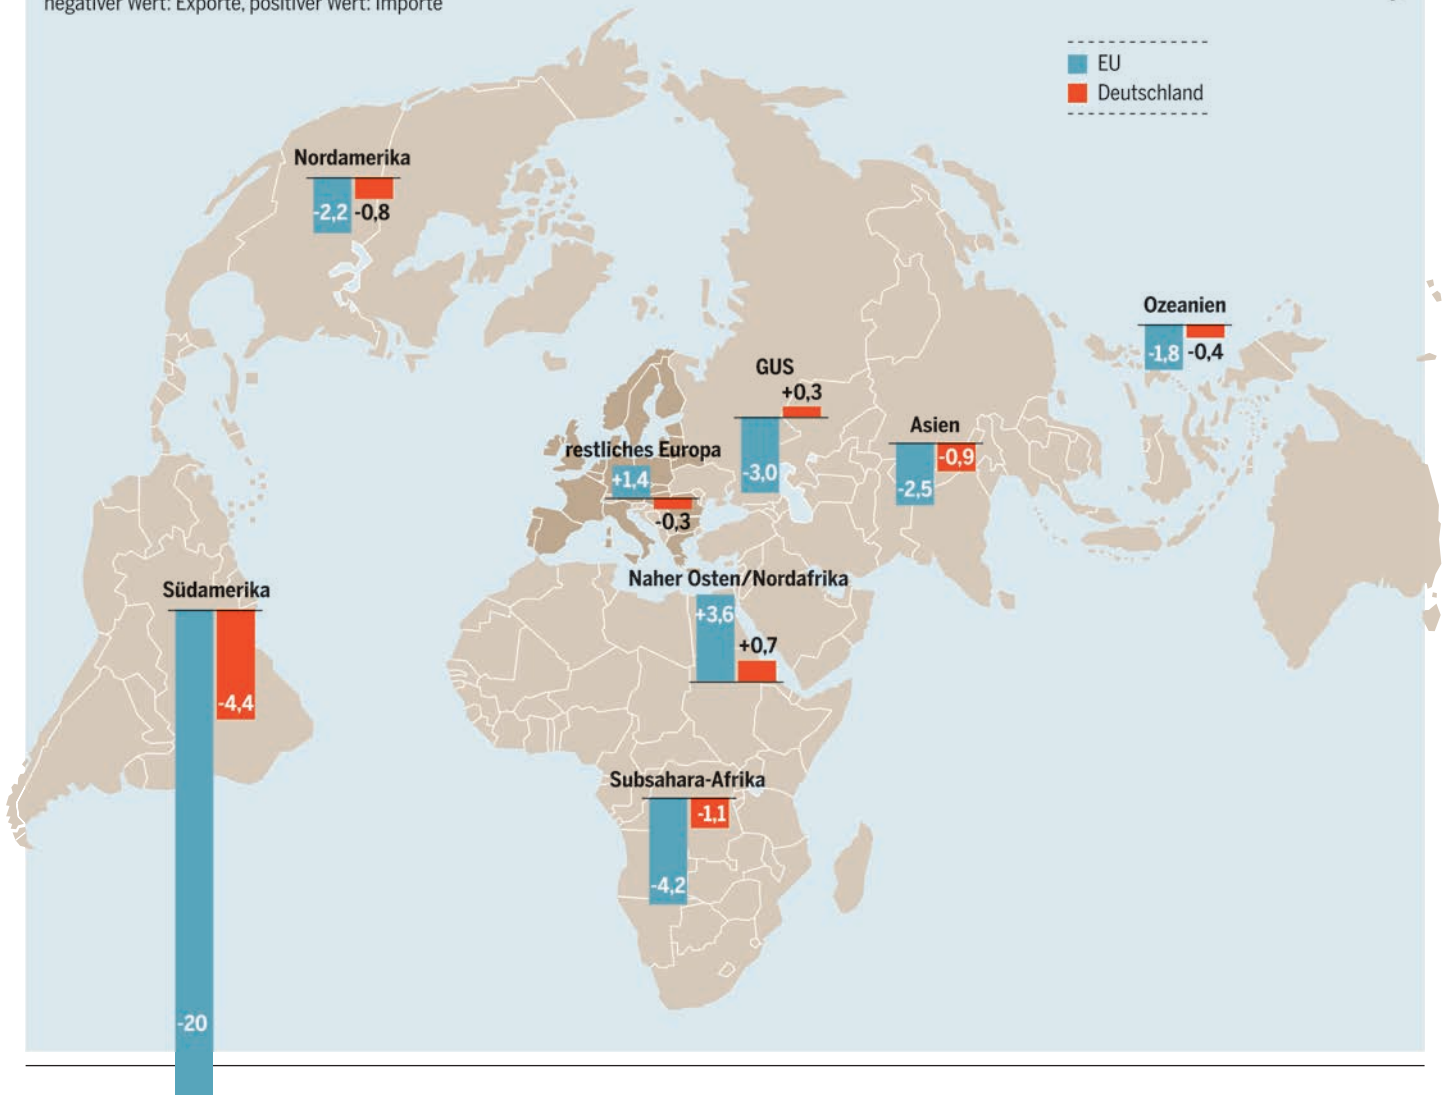 negativer Wert: Exporte, positiver Wert: Importe
EU
Deutschland
Nordamerika
-2,2 -0,8
Ozeanien
-1,8 -0,4
GUS
+0,3
-3,0
Asien
-0,9
-2,5
restliches Europa
+1,4
-0,3
Naher Osten/Nordafrika
+3,6
+0,7
Südamerika
-4,4
-20
Subsahara-Afrika
-1,1
-4,2